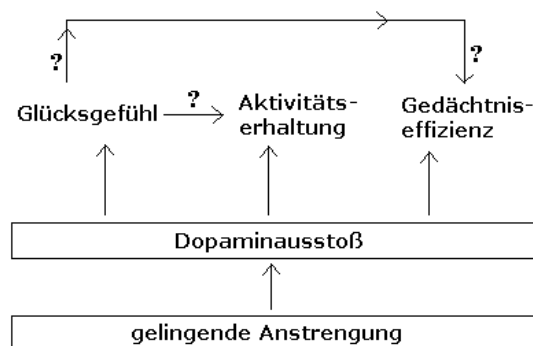 ?
?
?
Glücksgefühl
Aktivitäts-
erhaltung
Gedächtnis-
effizienz
Dopaminausstoß
gelingende Anstrengung